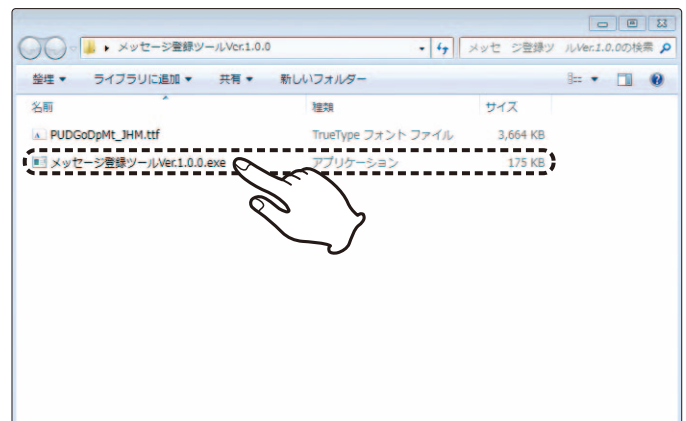 メッセージ登録ツールVer.1.0.0
メッセ ジ登録ツ ルVer.1.0.0の検索
整理 ライブラリに追加 共有 新しいフォルダー
名前 種類 サイズ
PUDGoDpMt_JHM.ttf TrueType フォント ファイル 3,664 KB
メッセージ登録ツールVer.1.0.0.exe アプリケーション 175 KB